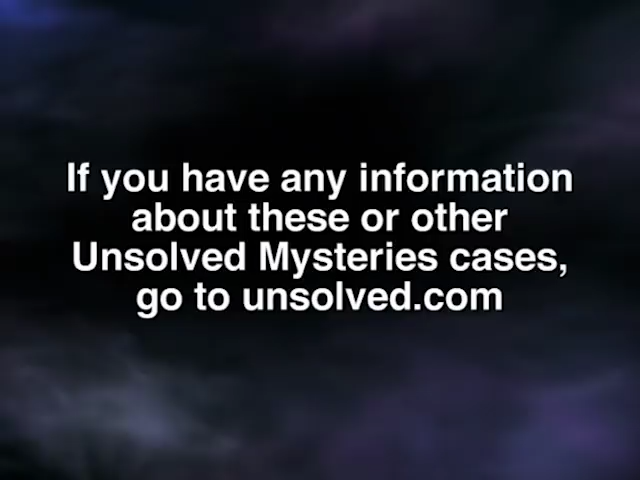 If you have any information
about these or other
Unsolved Mysteries cases,
go to unsolved.com